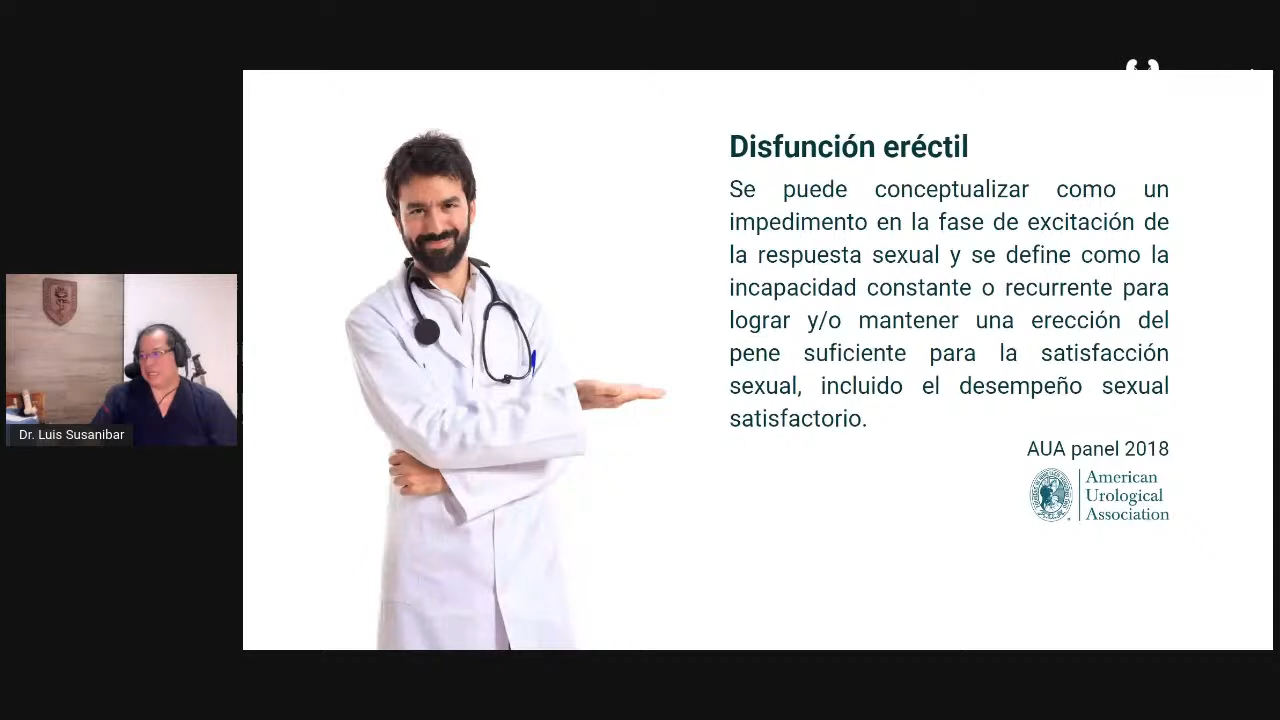 Disfunción eréctil
Se puede conceptualizar como un
impedimento en la fase de excitación de
la respuesta sexual y se define como la
incapacidad constante o recurrente para
lograr y/o mantener una erección del
pene suficiente para la satisfacción
sexual, incluido el desempeño sexual
satisfactorio.
AUA panel 2018
American
Urological
Association
Dr. Luis Susanibar